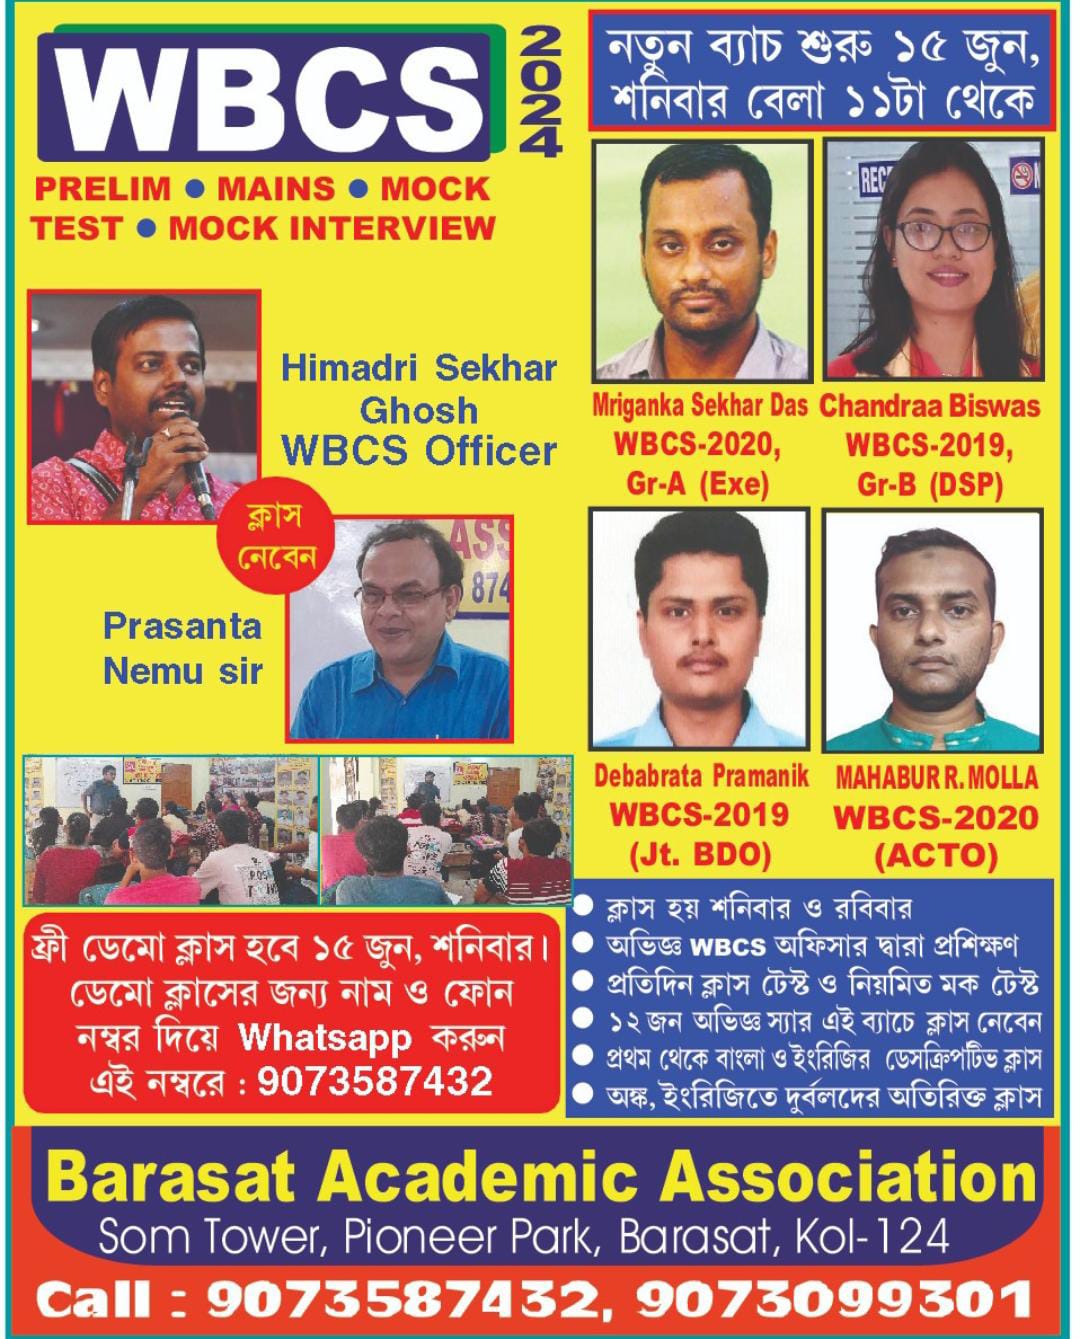 WBCS
2024
PRELIM ● MAINS ● MOCK
TEST ● MOCK INTERVIEW
নতুন ব্যাচ শুরু ১৫ জুন,
শনিবার বেলা ১১টা থেকে
Himadri Sekhar
Ghosh
WBCS Officer
ক্লাস
নেবেন
Prasanta
Nemu sir
ASS
874
REC
Mriganka Sekhar Das
WBCS-2020,
Gr-A (Exe)
Chandraa Biswas
WBCS-2019,
Gr-B (DSP)
Debabrata Pramanik
WBCS-2019
(Jt. BDO)
MAHABUR R. MOLLA
WBCS-2020
(ACTO)
ফ্রী ডেমো ক্লাস হবে ১৫ জুন, শনিবার।
ডেমো ক্লাসের জন্য নাম ও ফোন
নম্বর দিয়ে Whatsapp করুন
এই নম্বরে : 9073587432
● ক্লাস হয় শনিবার ও রবিবার
● অভিজ্ঞ WBCS অফিসার দ্বারা প্রশিক্ষণ
● প্রতিদিন ক্লাস টেস্ট ও নিয়মিত মক টেস্ট
● ১২ জন অভিজ্ঞ স্যার এই ব্যাচে ক্লাস নেবেন
● প্রথম থেকে বাংলা ও ইংরিজির ডেসক্রিপটিভ ক্লাস
● অঙ্ক, ইংরিজিতে দুর্বলদের অতিরিক্ত ক্লাস
Barasat Academic Association
Som Tower, Pioneer Park, Barasat, Kol-124
Call : 9073587432, 9073099301